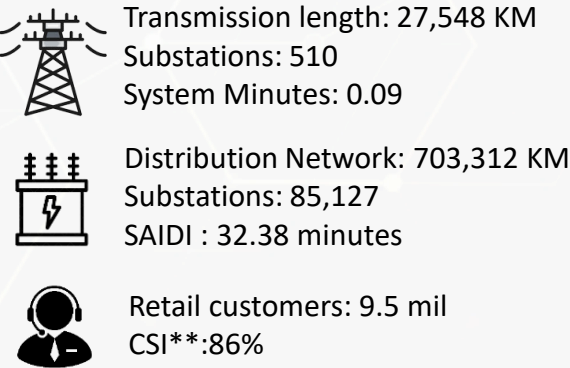 Transmission length: 27,548 KM
Substations: 510
System Minutes: 0.09
Distribution Network: 703,312 KM
Substations: 85,127
SAIDI : 32.38 minutes
Retail customers: 9.5 mil
CSI**:86%